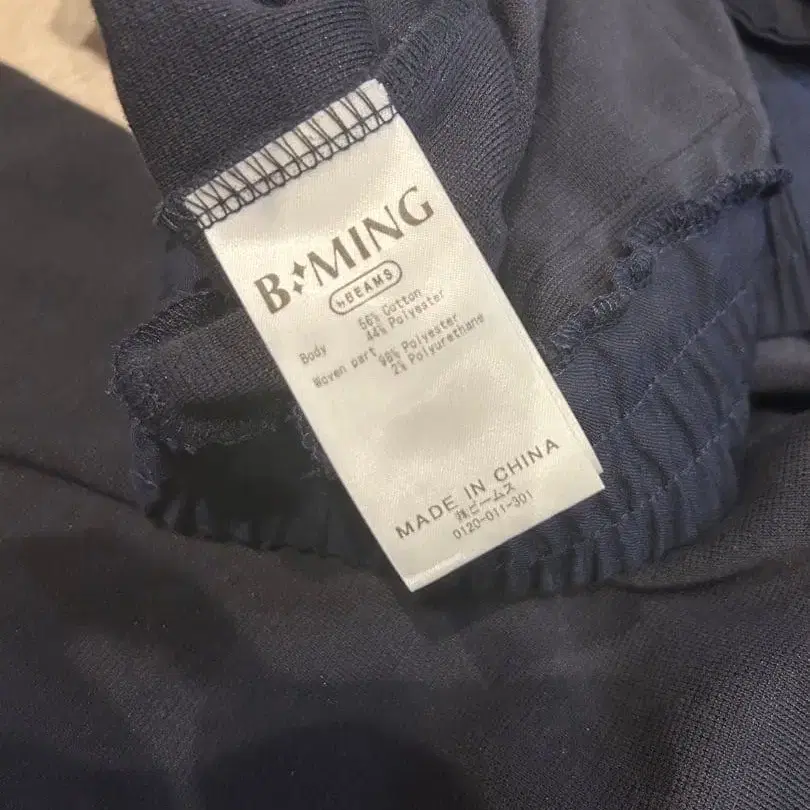 B:MING
by BEAMS
Body 56% Cotton
44% Polyester
Woven part 98% Polyester
2% Polyurethane
MADE IN CHINA
㈱ビームス
0120-011-301